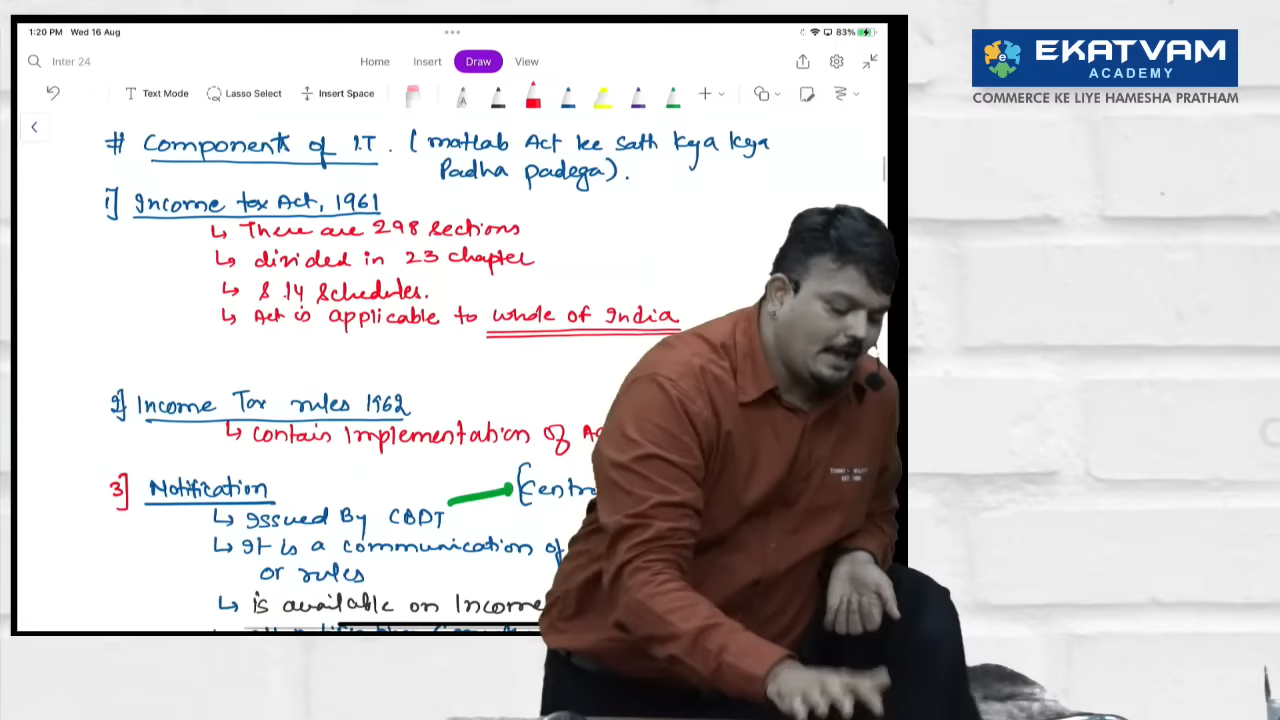 1:20 PM Wed 16 Aug
83%
Inter 24
Home Insert Draw View
Text Mode Lasso Select Insert Space
# Component of I.T. (matlab Act ke sath kya kya
Padha padega).
1] Income tax Act, 1961
↳ There are 298 sections
↳ divided in 23 chapter
↳ & 14 Schedules.
↳ Act is applicable to whole of India
2] Income Tax rules 1962
↳ contain implementation of
3] Notification
↳ Issued By CBDT
↳ It is a communication of
or rules
↳ is available on Income
EKATVAM
ACADEMY
COMMERCE KE LIYE HAMESHA PRATHAM